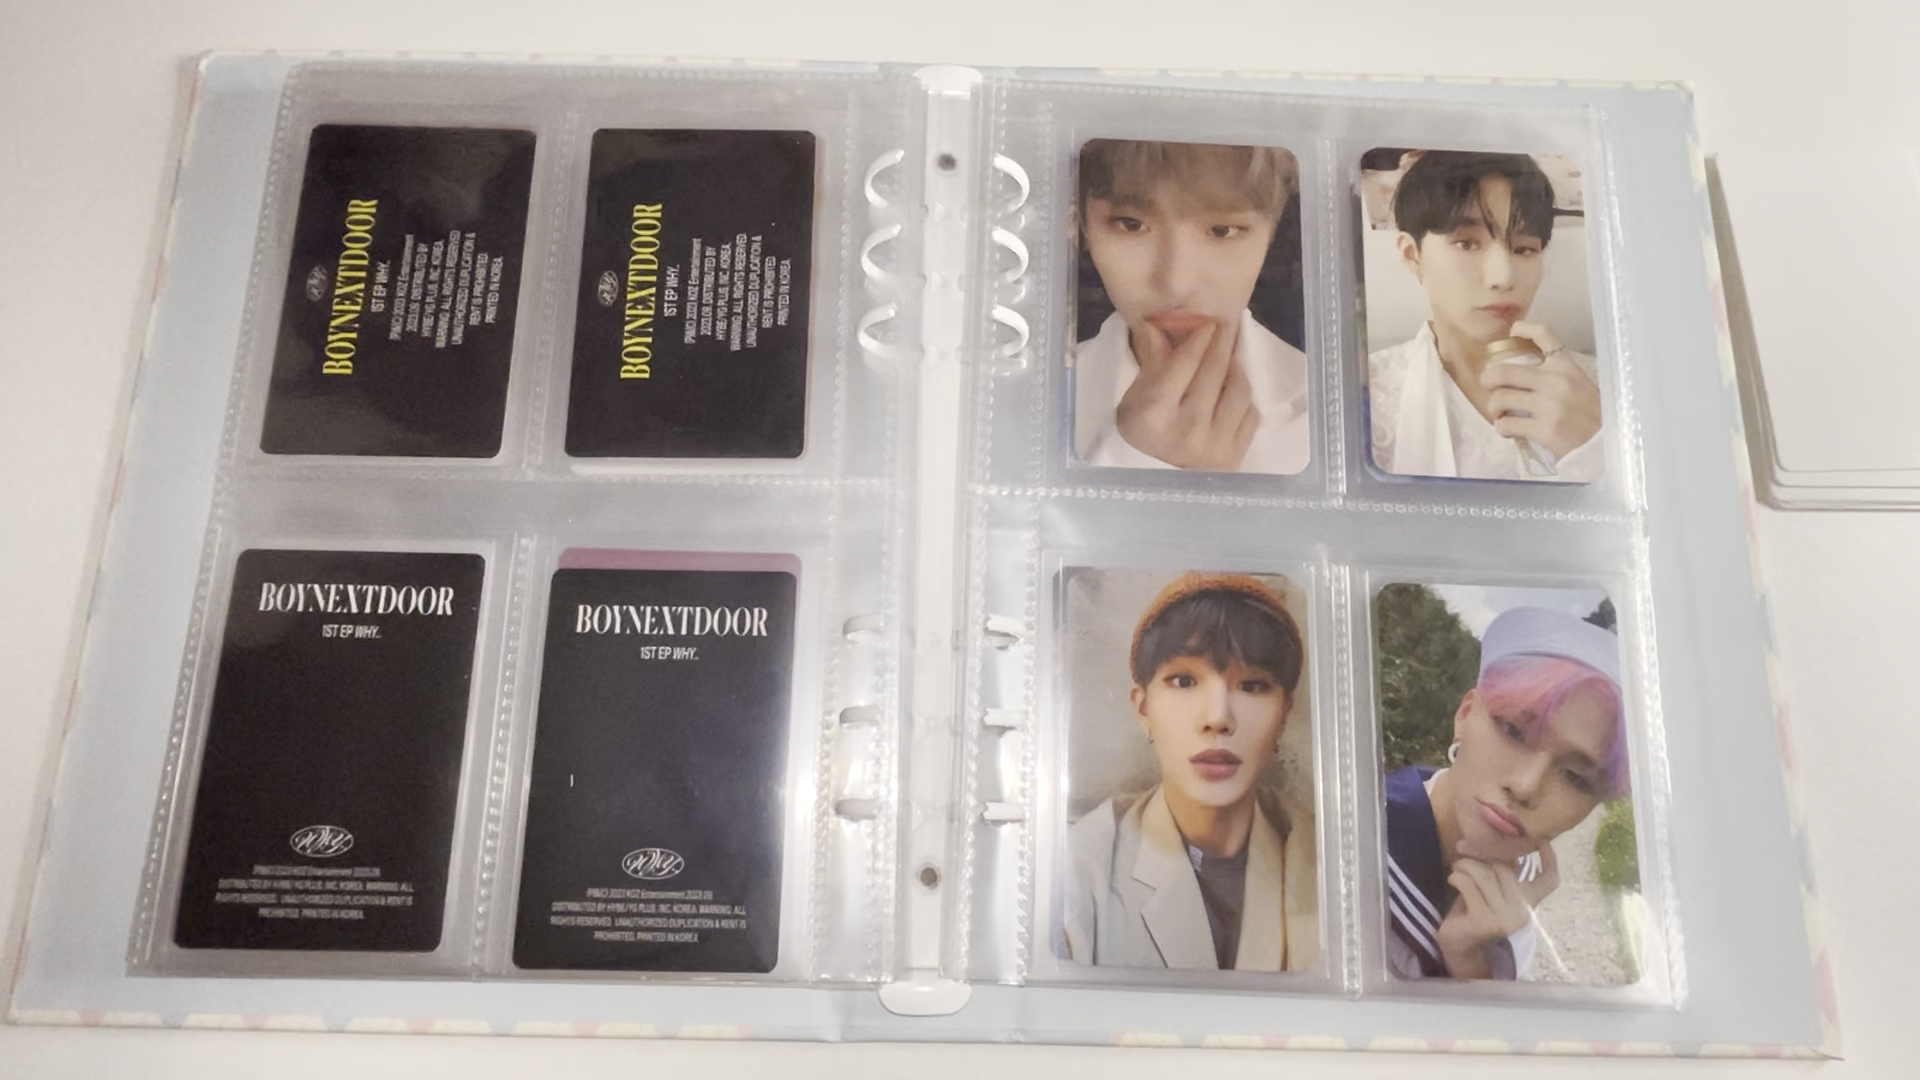 BOYNEXTDOOR
1ST EP WHY..
(P)&(C) 2023 KOZ Entertainment
2023.09. DISTRIBUTED BY
HYBE/YG PLUS, INC. KOREA.
WARNING: ALL RIGHTS RESERVED.
UNAUTHORIZED DUPLICATION &
RENT IS PROHIBITED.
PRINTED IN KOREA.
BOYNEXTDOOR
1ST EP WHY..
(P)&(C) 2023 KOZ Entertainment
2023.09. DISTRIBUTED BY
HYBE/YG PLUS, INC. KOREA.
WARNING: ALL RIGHTS RESERVED.
UNAUTHORIZED DUPLICATION &
RENT IS PROHIBITED.
PRINTED IN KOREA.
BOYNEXTDOOR
1ST EP WHY..
Why..
(P)&(C) 2023 KOZ Entertainment 2023.09.
DISTRIBUTED BY HYBE/YG PLUS, INC. KOREA. WARNING: ALL
RIGHTS RESERVED. UNAUTHORIZED DUPLICATION & RENT IS
PROHIBITED. PRINTED IN KOREA.
BOYNEXTDOOR
1ST EP WHY..
Why..
(P)&(C) 2023 KOZ Entertainment 2023.09.
DISTRIBUTED BY HYBE/YG PLUS, INC. KOREA. WARNING: ALL
RIGHTS RESERVED. UNAUTHORIZED DUPLICATION & RENT IS
PROHIBITED. PRINTED IN KOREA.